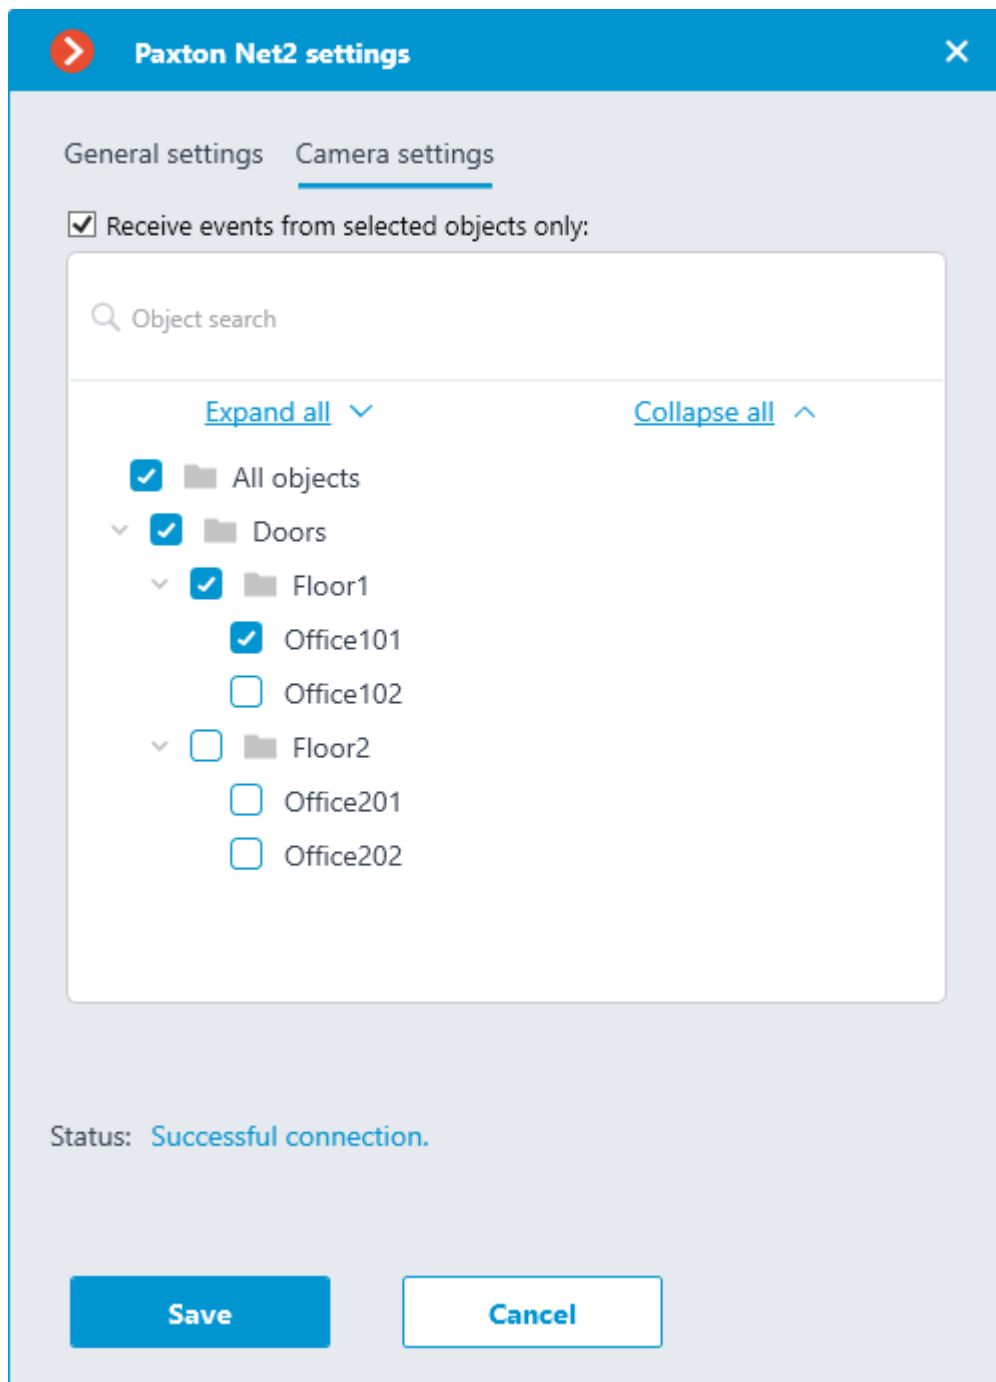 Paxton Net2 settings
General settings Camera settings
Receive events from selected objects only:
Object search
Expand all Collapse all
All objects
Doors
Floor1
Office101
Office102
Floor2
Office201
Office202
Status: Successful connection.
Save Cancel